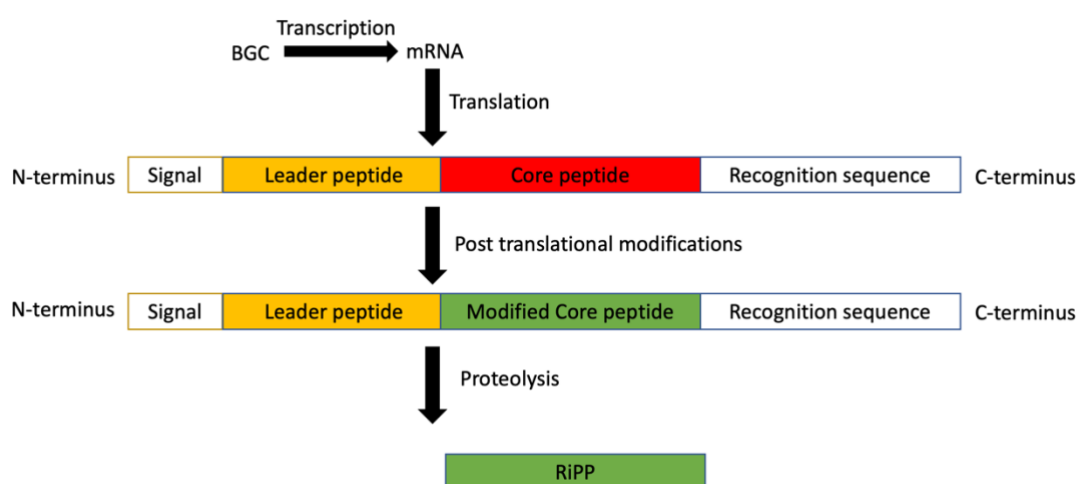 Transcription
BGC mRNA
Translation
N-terminus Signal Leader peptide Core peptide Recognition sequence C-terminus
Post translational modifications
N-terminus Signal Leader peptide Modified Core peptide Recognition sequence C-terminus
Proteolysis
RiPP